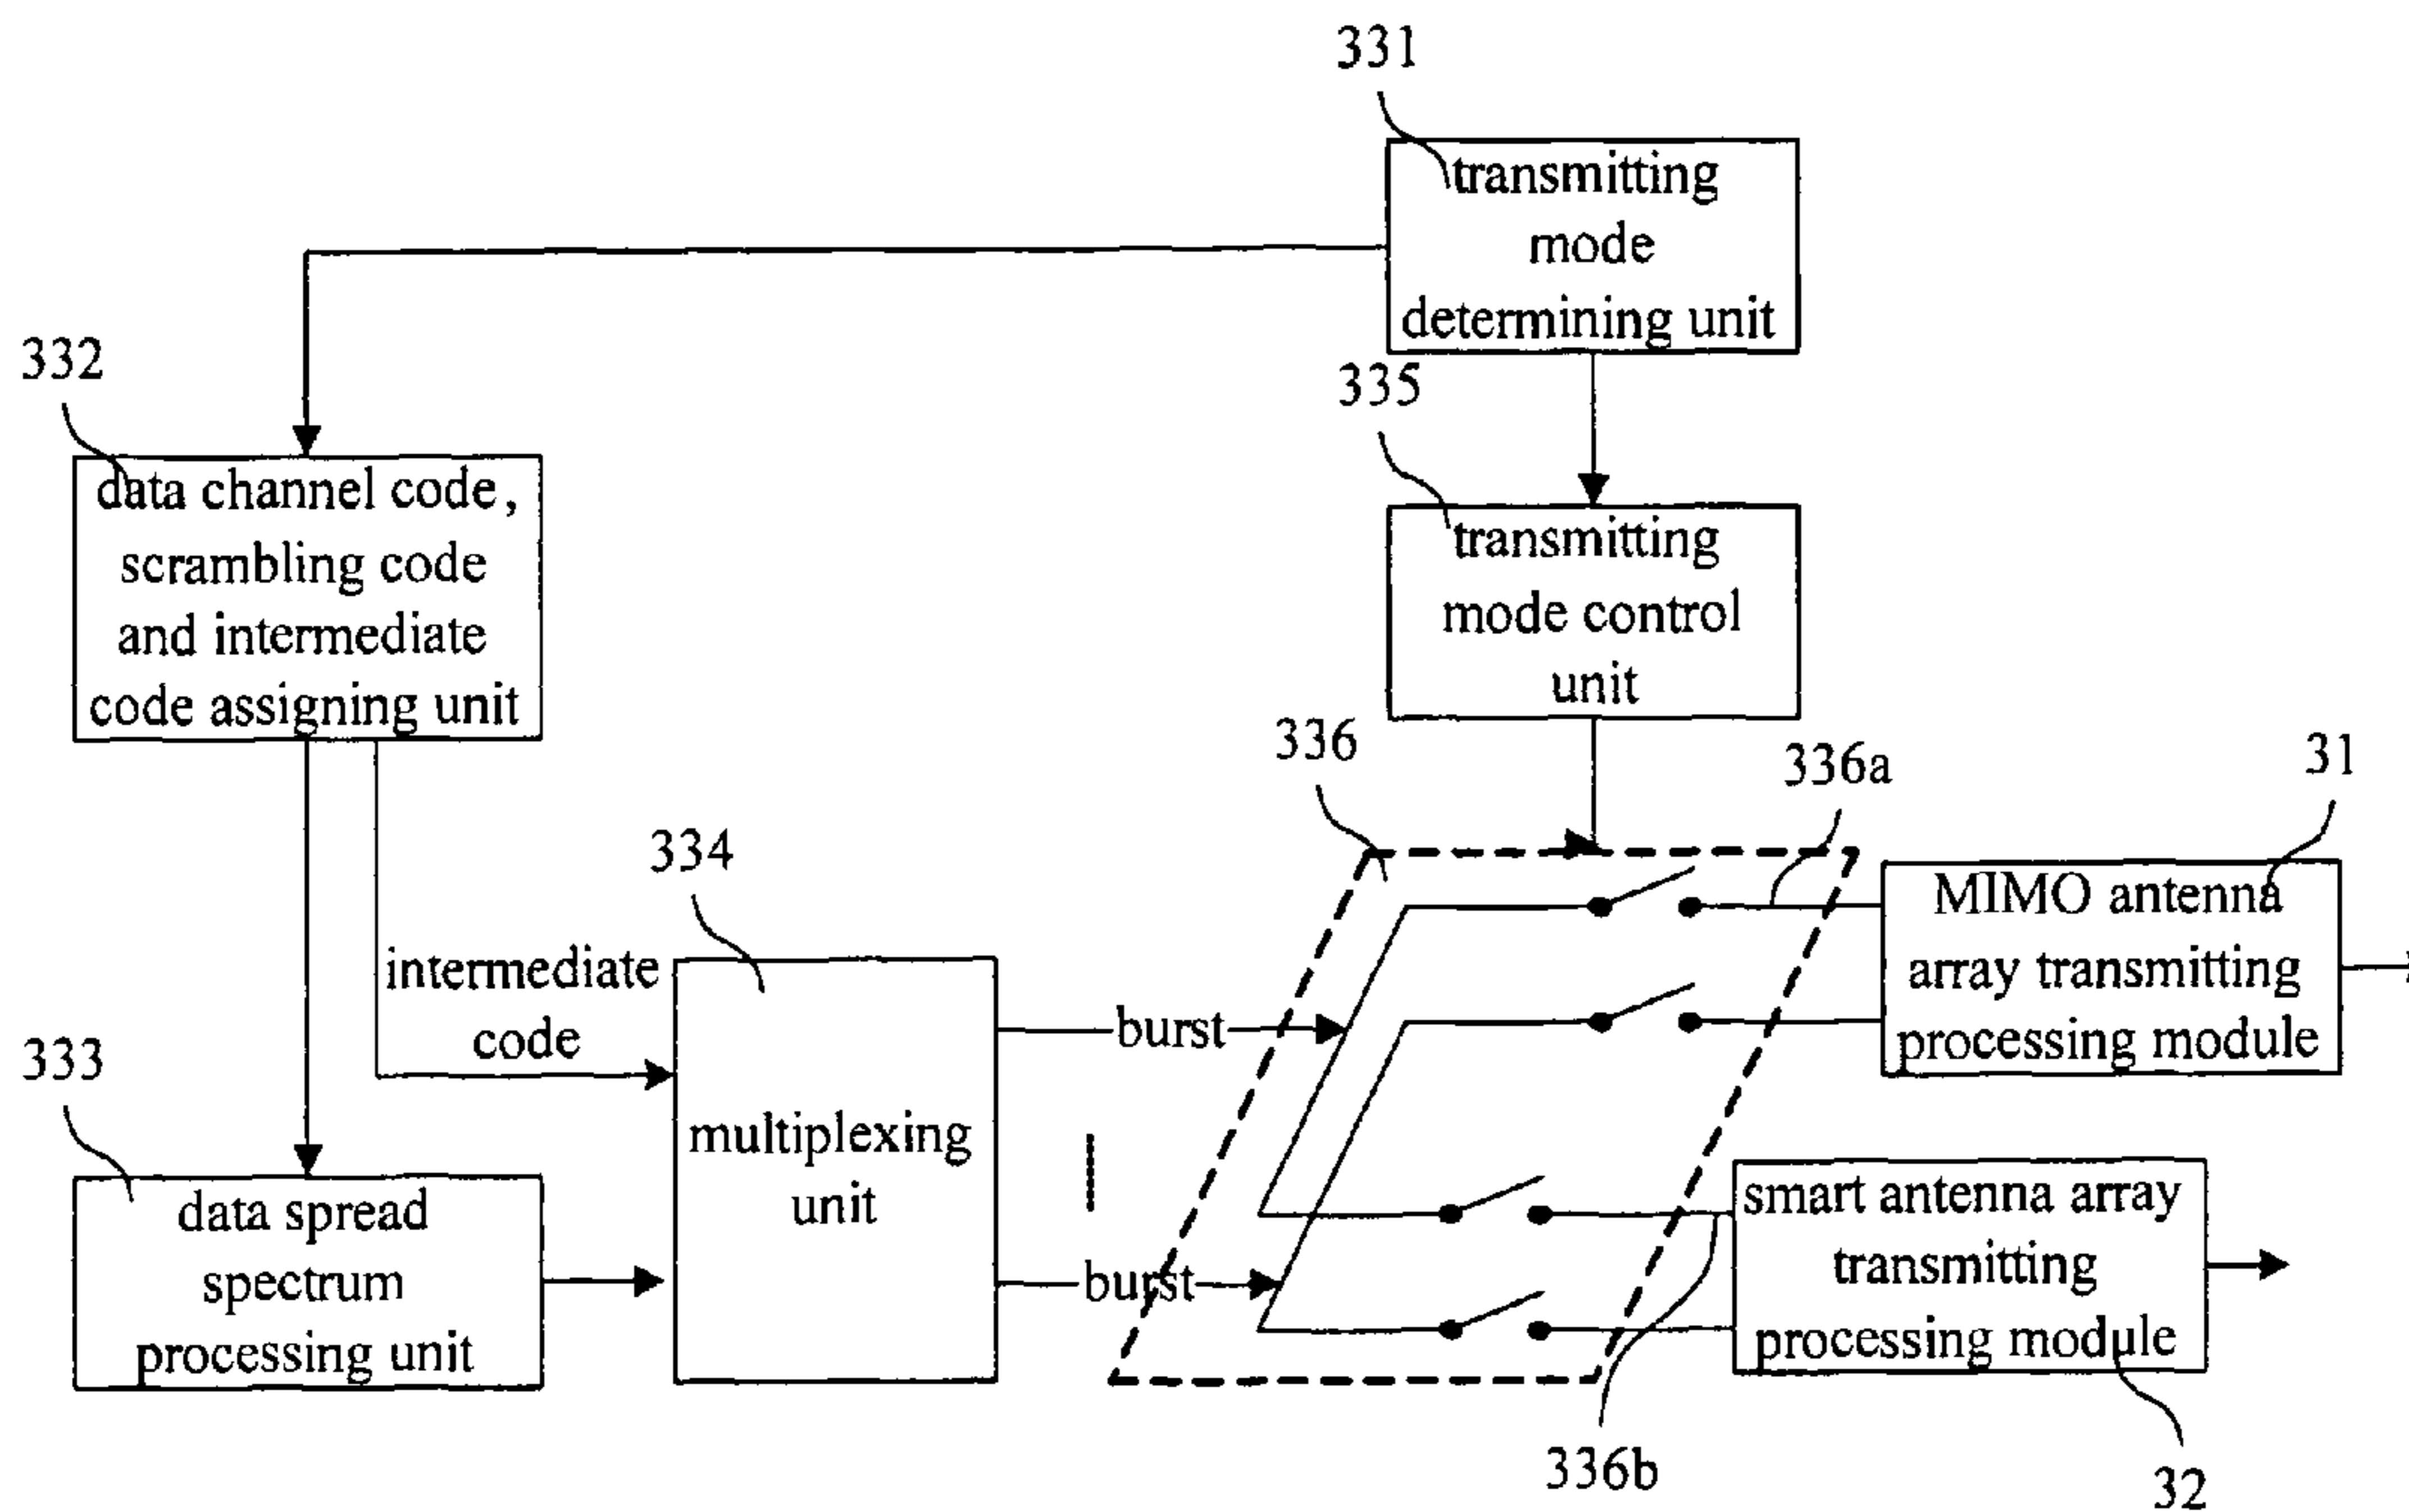 331
transmitting
mode
determining unit
332
335
data channel code,
scrambling code
and intermediate
code assigning unit
transmitting
mode control
unit
336
336a
31
334
MIMO antenna
array transmitting
processing module
intermediate
code
burst
333
multiplexing
unit
data spread
spectrum
processing unit
burst
smart antenna array
transmitting
processing module
336b
32